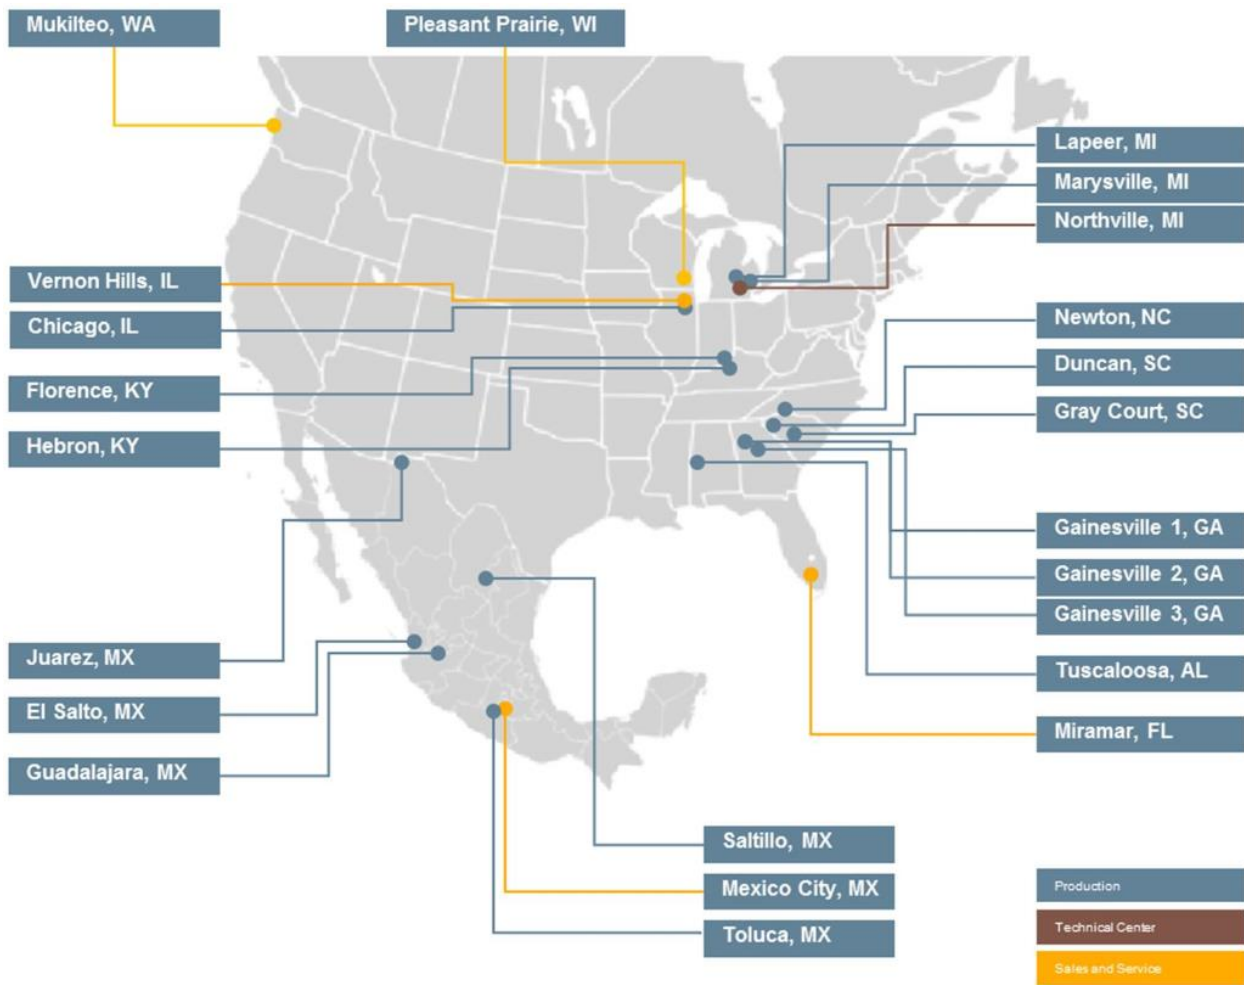 Mukilteo, WA
Pleasant Prairie, WI
Lapeer, MI
Marysville, MI
Northville, MI
Vernon Hills, IL
Chicago, IL
Florence, KY
Hebron, KY
Newton, NC
Duncan, SC
Gray Court, SC
Gainesville 1, GA
Gainesville 2, GA
Gainesville 3, GA
Tuscaloosa, AL
Miramar, FL
Juarez, MX
El Salto, MX
Guadalajara, MX
Saltillo, MX
Mexico City, MX
Toluca, MX
Production
Technical Center
Sales and Service